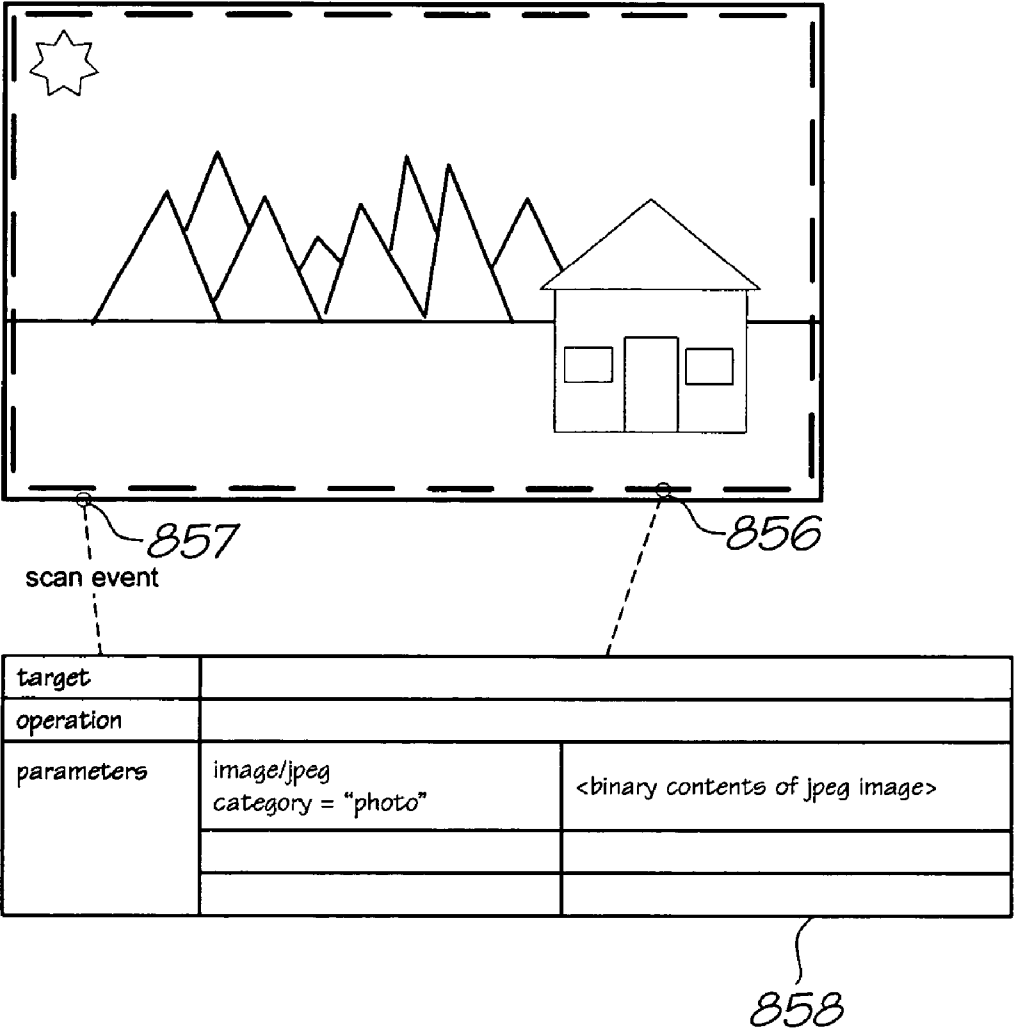 857
856
scan event
target
operation
parameters
image/jpeg
category = “photo”
<binary contents of jpeg image>
858